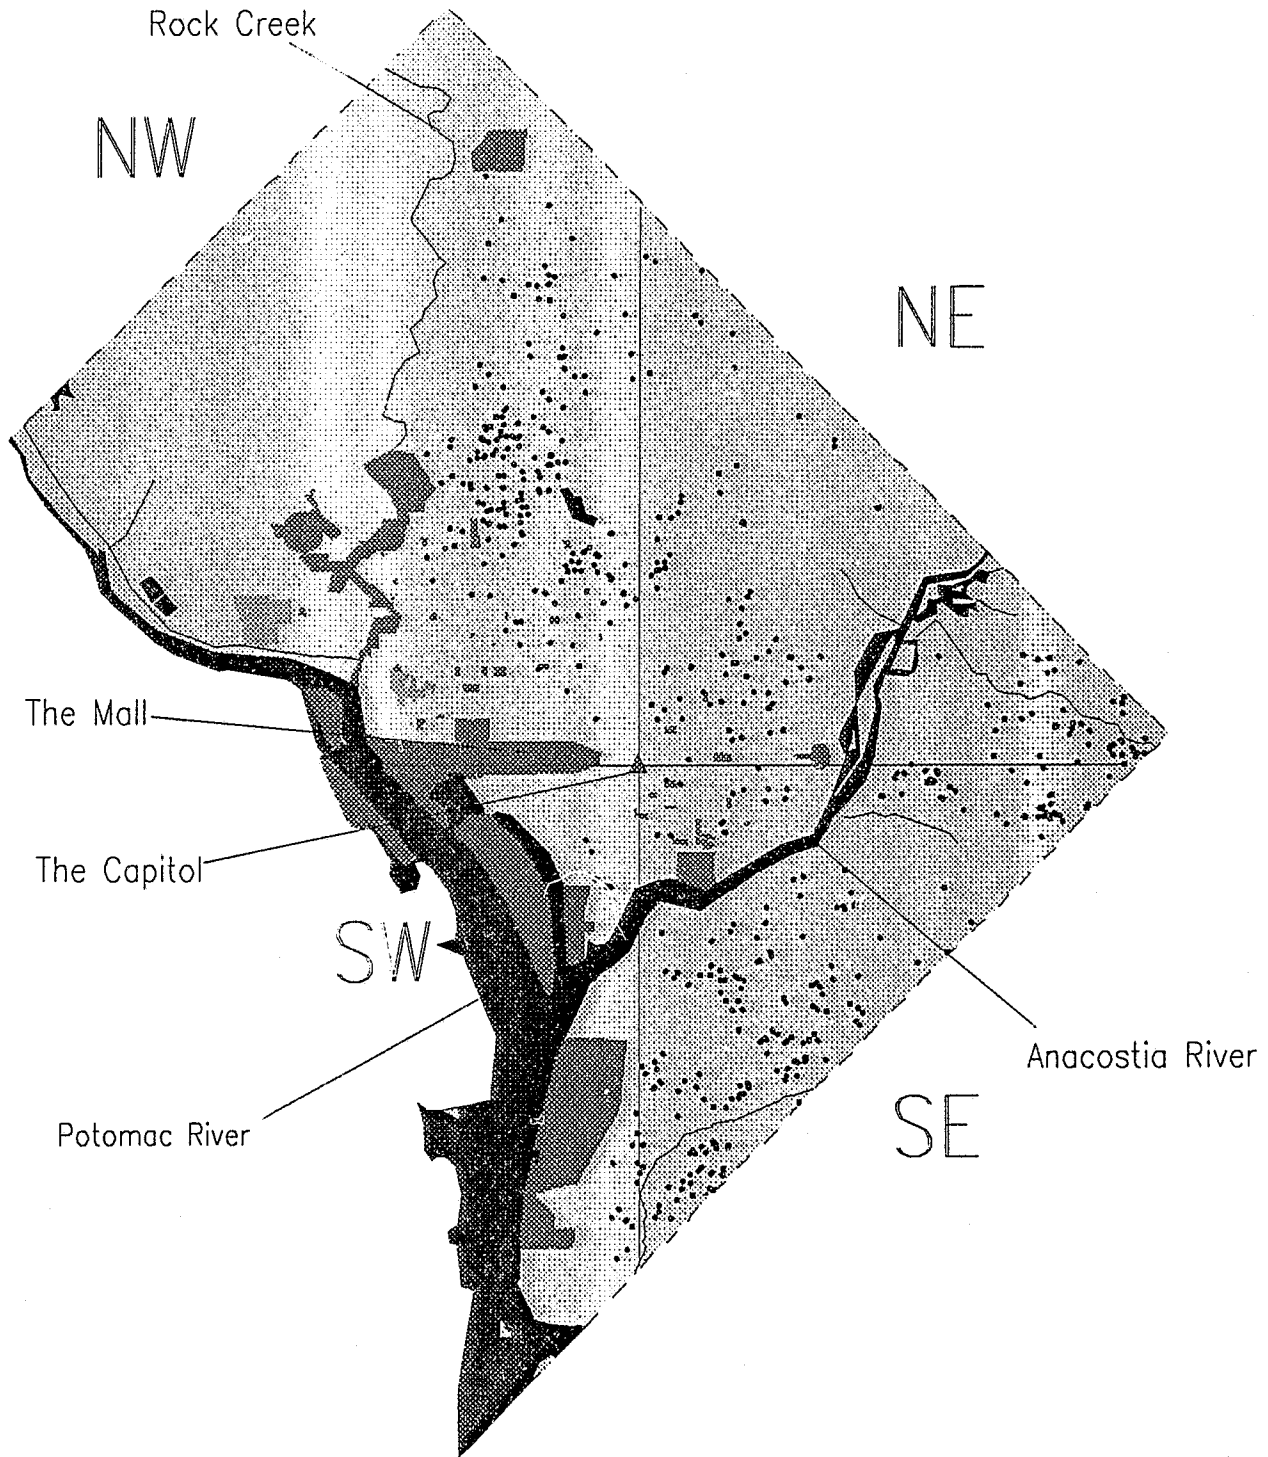 Rock Creek
NW
NE
The Mall
The Capitol
SW
Anacostia River
Potomac River
SE